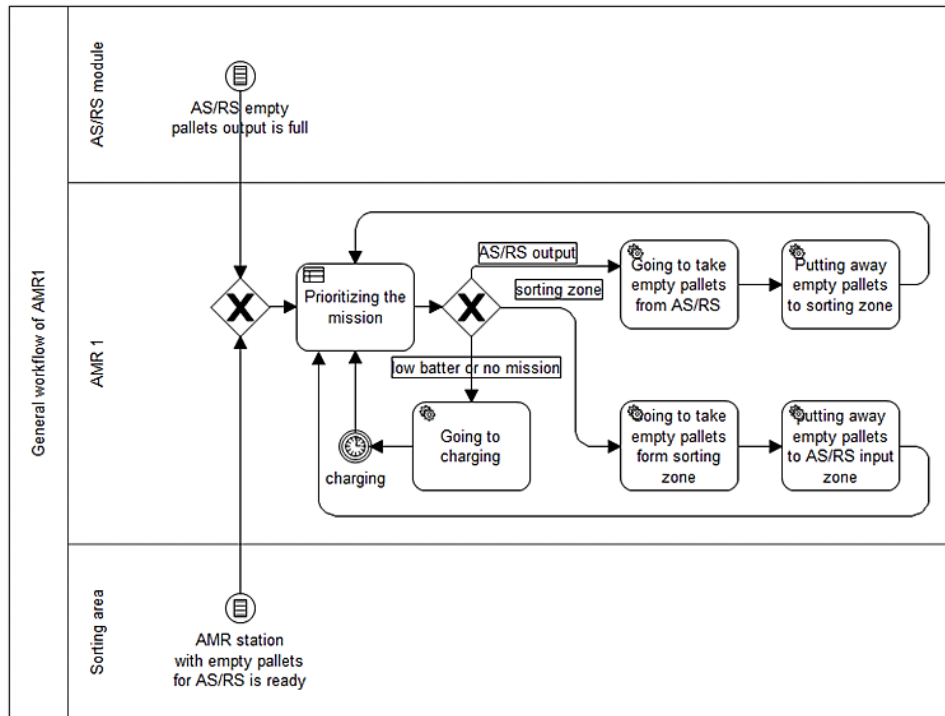 General workflow of AMR1
AS/RS module
AS/RS empty
pallets output is full
AMR 1
Prioritizing the
mission
AS/RS output
sorting zone
low batter or no mission
Going to take
empty pallets
from AS/RS
Putting away
empty pallets
to sorting zone
Going to
charging
charging
Going to take
empty pallets
form sorting
zone
Putting away
empty pallets
to AS/RS input
zone
Sorting area
AMR station
with empty pallets
for AS/RS is ready